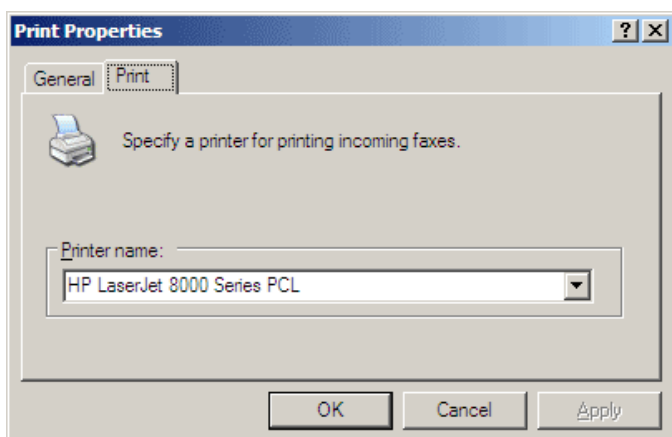 Print Properties
General Print
Specify a printer for printing incoming faxes.
Printer name:
HP LaserJet 8000 Series PCL
OK Cancel Apply